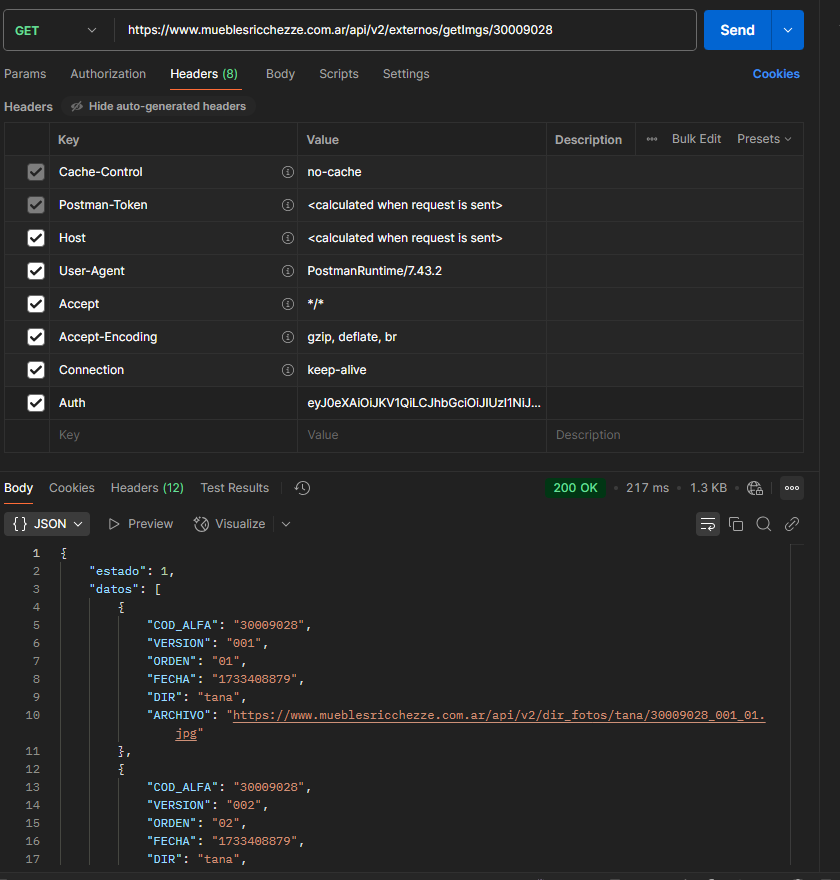 GET https://www.mueblesricchezze.com.ar/api/v2/externos/getImgs/30009028 Send
Params Authorization Headers (8) Body Scripts Settings Cookies
Headers Hide auto-generated headers
Key Value Description Bulk Edit Presets
Cache-Control no-cache
Postman-Token <calculated when request is sent>
Host <calculated when request is sent>
User-Agent PostmanRuntime/7.43.2
Accept */*
Accept-Encoding gzip, deflate, br
Connection keep-alive
Auth eyJ0eXAiOiJKV1QiLCJhbGciOiJIUzI1NiJ...
Key Value Description
Body Cookies Headers (12) Test Results 200 OK • 217 ms • 1.3 KB
{} JSON Preview Visualize
1 {
2 "estado": 1,
3 "datos": [
4 {
5 "COD_ALFA": "30009028",
6 "VERSION": "001",
7 "ORDEN": "01",
8 "FECHA": "1733408879",
9 "DIR": "tana",
10 "ARCHIVO": "https://www.mueblesricchezze.com.ar/api/v2/dir_fotos/tana/30009028_001_01.
jpg"
11 },
12 {
13 "COD_ALFA": "30009028",
14 "VERSION": "002",
15 "ORDEN": "02",
16 "FECHA": "1733408879",
17 "DIR": "tana",